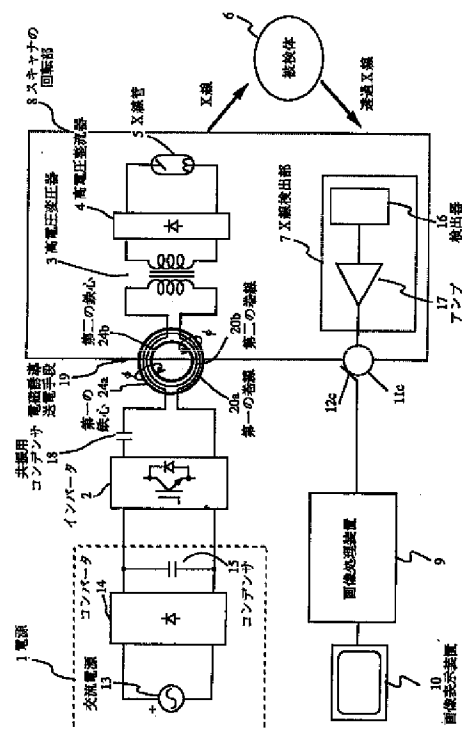 1 電源
交流電源
13
コンバータ
14
15
コンデンサ
インバータ
2
共振用
コンデンサ
18
第一の鉄心
24a
電磁誘導
送電手段
19
第二の鉄心
24b
φ
φ
20a
第一の巻線
20b
第二の巻線
3 高電圧変圧器
4 高電圧整流器
5 X線管
8 スキャナの
回転部
X線
6
被検体
透過X線
7 X線検出部
16
検出器
17
アンプ
12c
11c
画像処理装置
9
10
画像表示装置